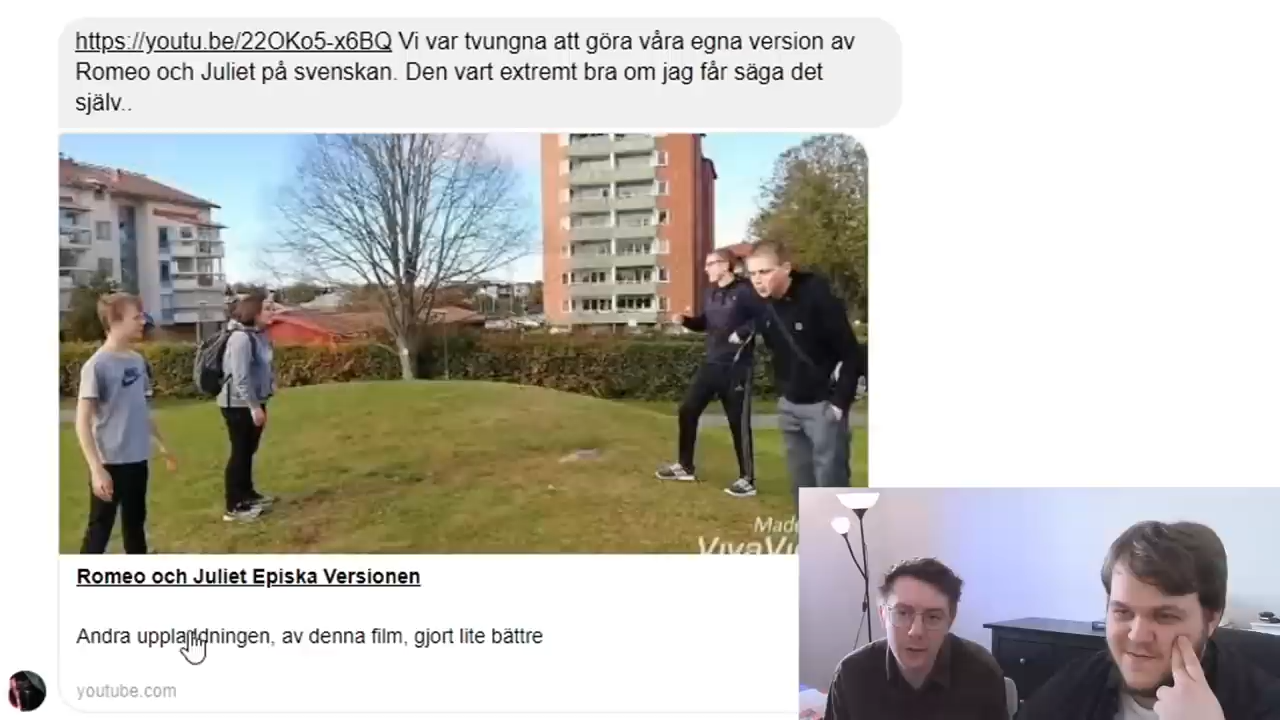 https://youtu.be/22OKo5-x6BQ Vi var tvungna att göra våra egna version av
Romeo och Juliet på svenskan. Den vart extremt bra om jag får säga det
själv..
Romeo och Juliet Episka Versionen
Andra uppladdningen, av denna film, gjort lite bättre
youtube.com